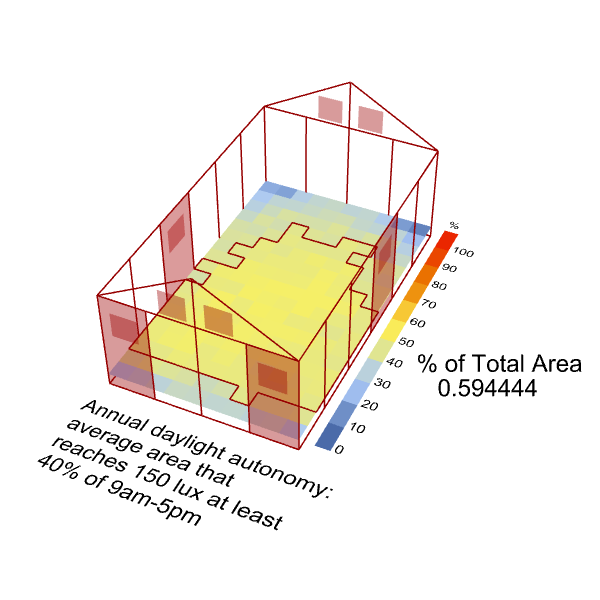 %
100
90
80
70
60
50
40
30
20
10
0
% of Total Area
0.594444
Annual daylight autonomy:
average area that
reaches 150 lux at least
40% of 9am-5pm